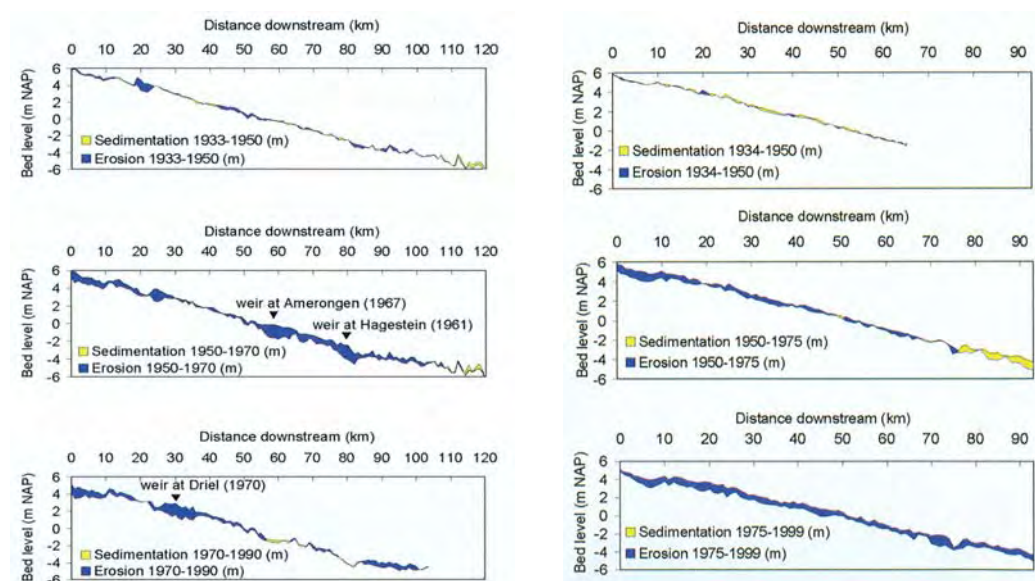 Distance downstream (km)
0 10 20 30 40 50 60 70 80 90 100 110 120
Bed level (m NAP)
6
4
2
0
-2
-4
-6
Sedimentation 1933-1950 (m)
Erosion 1933-1950 (m)
Distance downstream (km)
0 10 20 30 40 50 60 70 80 90 100 110 120
Bed level (m NAP)
6
4
2
0
-2
-4
-6
weir at Amerongen (1967)
weir at Hagestein (1961)
Sedimentation 1950-1970 (m)
Erosion 1950-1970 (m)
Distance downstream (km)
0 10 20 30 40 50 60 70 80 90 100 110 120
Bed level (m NAP)
6
4
2
0
-2
-4
-6
weir at Driel (1970)
Sedimentation 1970-1990 (m)
Erosion 1970-1990 (m)
Distance downstream (km)
0 10 20 30 40 50 60 70 80 90
Bed level (m NAP)
6
4
2
0
-2
-4
-6
Sedimentation 1934-1950 (m)
Erosion 1934-1950 (m)
Distance downstream (km)
0 10 20 30 40 50 60 70 80 90
Bed level (m NAP)
6
4
2
0
-2
-4
-6
Sedimentation 1950-1975 (m)
Erosion 1950-1975 (m)
Distance downstream (km)
0 10 20 30 40 50 60 70 80 90
Bed level (m NAP)
6
4
2
0
-2
-4
-6
Sedimentation 1975-1999 (m)
Erosion 1975-1999 (m)